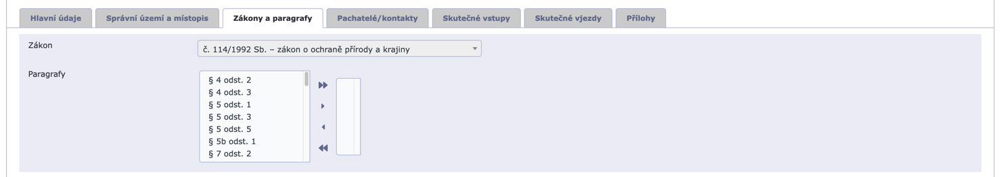 Hlavní údaje Správní území a místopis Zákony a paragrafy Pachatelé/kontakty Skutečné vstupy Skutečné vjezdy Přílohy
Zákon č. 114/1992 Sb. – zákon o ochraně přírody a krajiny
Paragrafy
§ 4 odst. 2
§ 4 odst. 3
§ 5 odst. 1
§ 5 odst. 3
§ 5 odst. 5
§ 5b odst. 1
§ 7 odst. 2